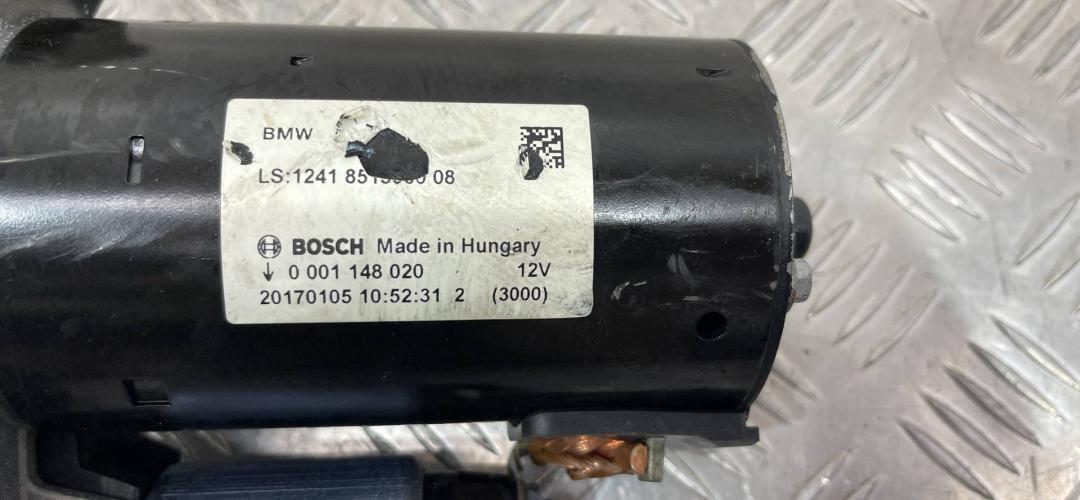 BMW
LS:1241 08
BOSCH Made in Hungary
↓ 0 001 148 020 12V
20170105 10:52:31 2 (3000)